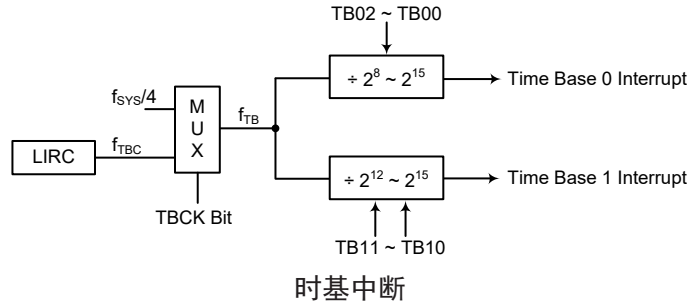 TB02 ~ TB00
÷ 2⁸ ~ 2¹⁵
Time Base 0 Interrupt
fSYS/4
M
U
X
fTB
LIRC
fTBC
TBCK Bit
÷ 2¹² ~ 2¹⁵
Time Base 1 Interrupt
TB11 ~ TB10
时基中断